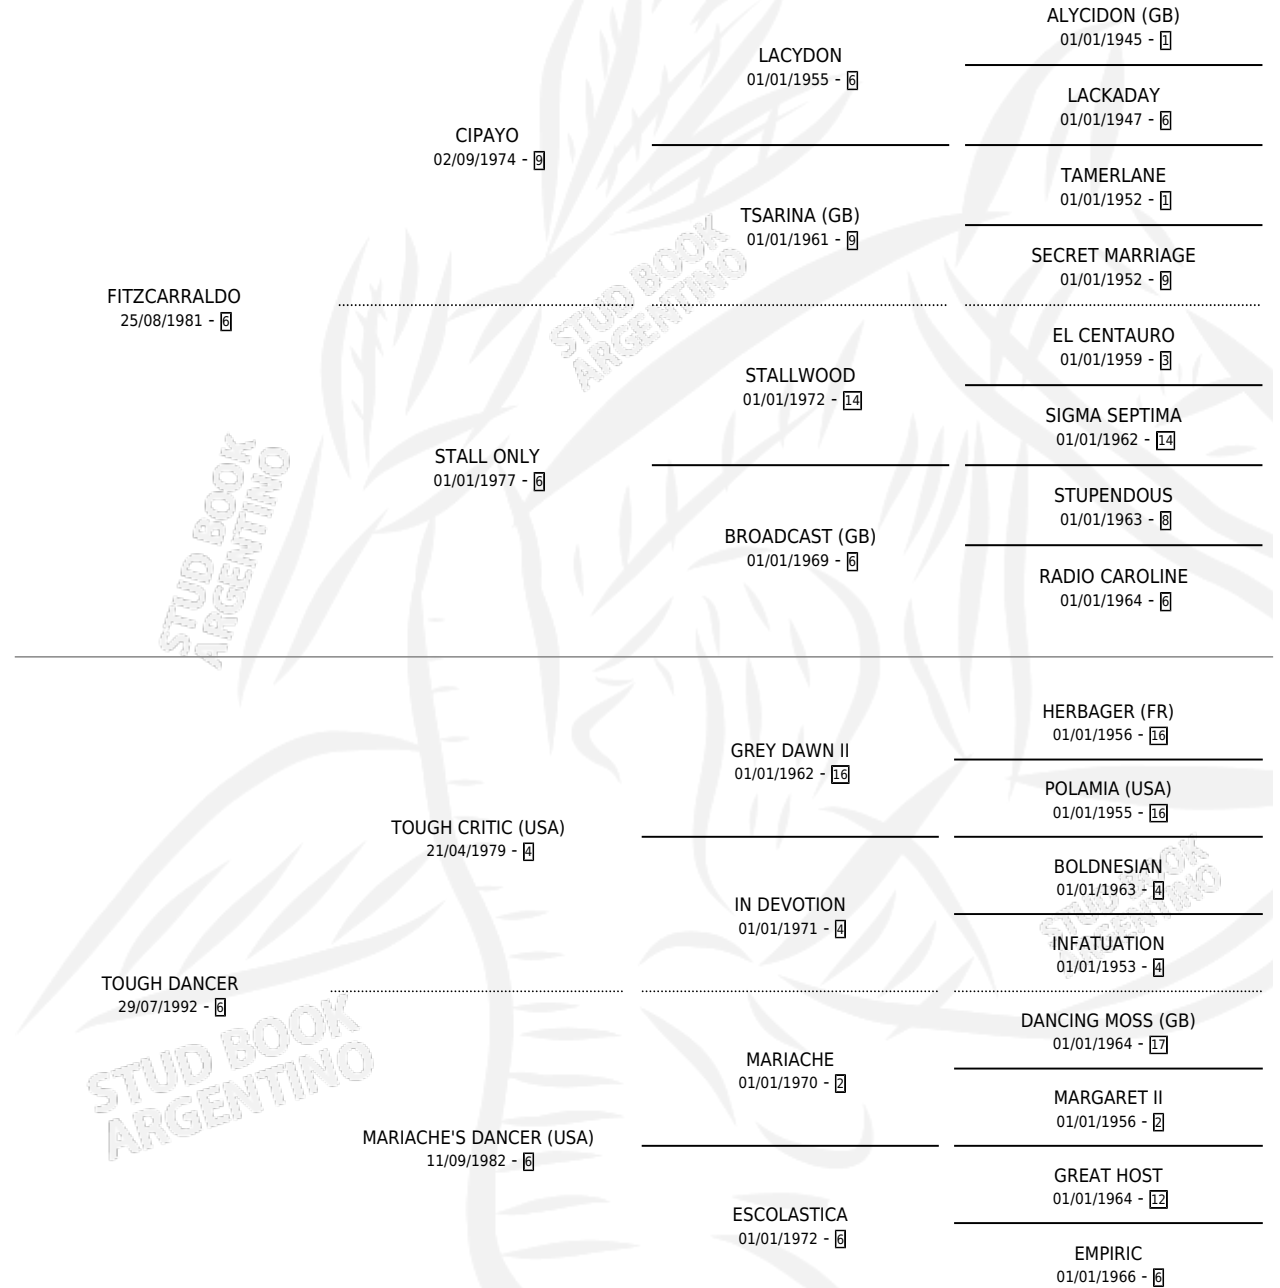 ALYCIDON (GB)
01/01/1945 - 1
LACYDON
01/01/1955 - 6
LACKADAY
01/01/1947 - 6
CIPAYO
02/09/1974 - 9
TAMERLANE
01/01/1952 - 1
TSARINA (GB)
01/01/1961 - 9
SECRET MARRIAGE
01/01/1952 - 9
FITZCARRALDO
25/08/1981 - 6
EL CENTAURO
01/01/1959 - 3
STALLWOOD
01/01/1972 - 14
SIGMA SEPTIMA
01/01/1962 - 14
STALL ONLY
01/01/1977 - 6
STUPENDOUS
01/01/1963 - 8
BROADCAST (GB)
01/01/1969 - 6
RADIO CAROLINE
01/01/1964 - 6
STUD BOOK
ARGENTINO
STUD BOOK
ARGENTINO
HERBAGER (FR)
01/01/1956 - 16
GREY DAWN II
01/01/1962 - 16
POLAMIA (USA)
01/01/1955 - 16
TOUGH CRITIC (USA)
21/04/1979 - 4
BOLDNESIAN
01/01/1963 - 4
IN DEVOTION
01/01/1971 - 4
INFATUATION
01/01/1953 - 4
TOUGH DANCER
29/07/1992 - 6
DANCING MOSS (GB)
01/01/1964 - 17
MARIACHE
01/01/1970 - 2
MARGARET II
01/01/1956 - 2
MARIACHE'S DANCER (USA)
11/09/1982 - 6
GREAT HOST
01/01/1964 - 12
ESCOLASTICA
01/01/1972 - 6
EMPIRIC
01/01/1966 - 6
STUD BOOK
ARGENTINO
STUD BOOK
ARGENTINO